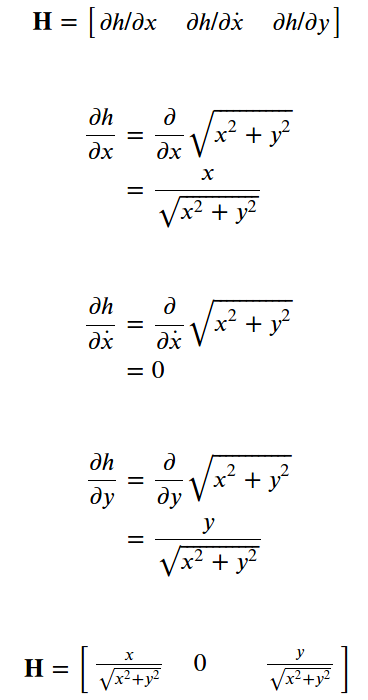 𝐇 = [∂h/∂x ∂h/∂ẋ ∂h/∂y]
∂h/∂x = ∂/∂x √(x² + y²)
= x/√(x² + y²)
∂h/∂ẋ = ∂/∂ẋ √(x² + y²)
= 0
∂h/∂y = ∂/∂y √(x² + y²)
= y/√(x² + y²)
𝐇 = [x/√(x²+y²) 0 y/√(x²+y²)]